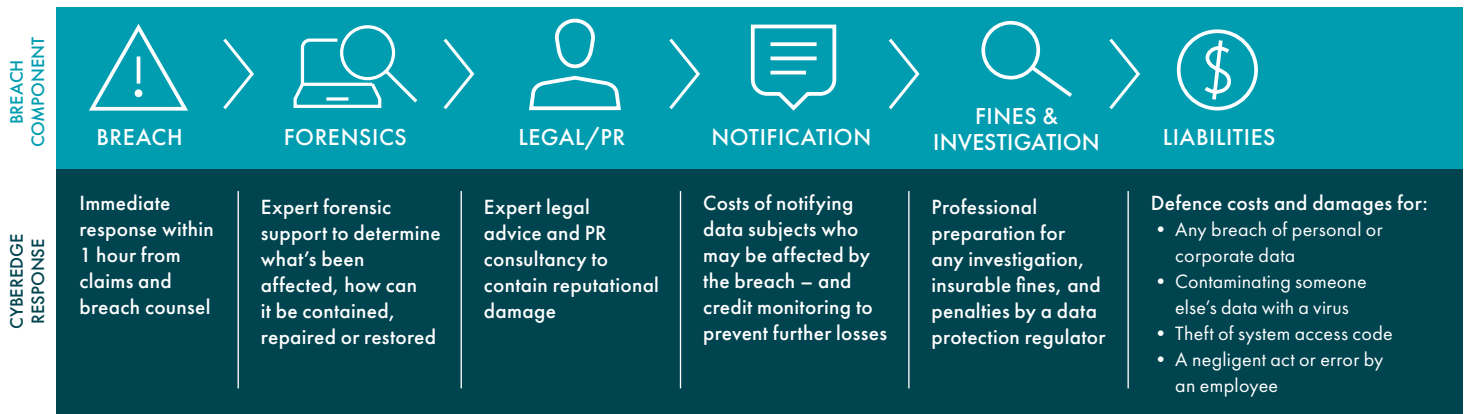 BREACH
COMPONENT
BREACH
FORENSICS
LEGAL/PR
NOTIFICATION
FINES &
INVESTIGATION
LIABILITIES
CYBEREDGE
RESPONSE
Immediate
response within
1 hour from
claims and
breach counsel
Expert forensic
support to determine
what's been
affected, how can
it be contained,
repaired or restored
Expert legal
advice and PR
consultancy to
contain reputational
damage
Costs of notifying
data subjects who
may be affected by
the breach – and
credit monitoring to
prevent further losses
Professional
preparation for
any investigation,
insurable fines, and
penalties by a data
protection regulator
Defence costs and damages for:
• Any breach of personal or
corporate data
• Contaminating someone
else's data with a virus
• Theft of system access code
• A negligent act or error by
an employee